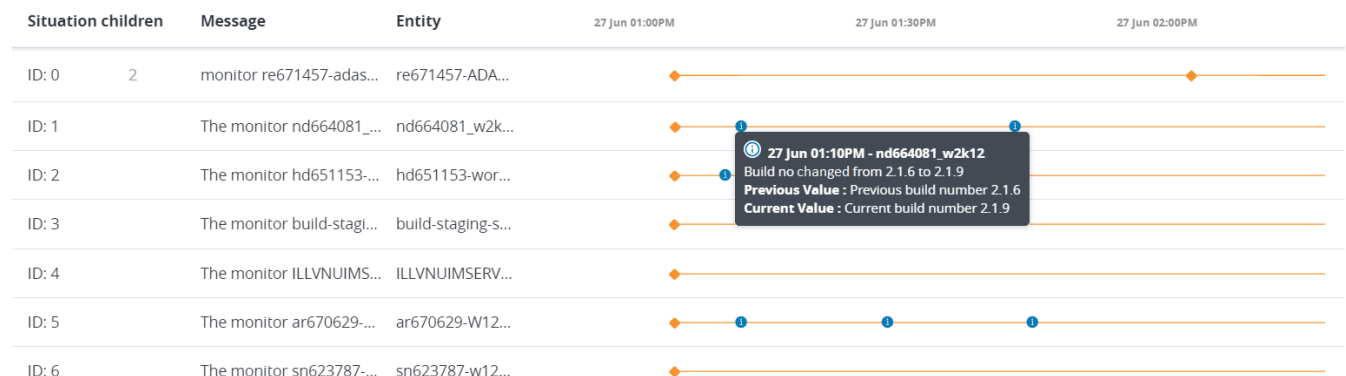 Situation children Message Entity 27 Jun 01:00PM 27 Jun 01:30PM 27 Jun 02:00PM
ID: 0 2 monitor re671457-adas... re671457-ADA...
ID: 1 The monitor nd664081_... nd664081_w2k...
27 Jun 01:10PM - nd664081_w2k12
Build no changed from 2.1.6 to 2.1.9
Previous Value : Previous build number 2.1.6
Current Value : Current build number 2.1.9
ID: 2 The monitor hd651153-... hd651153-wor...
ID: 3 The monitor build-stagi... build-staging-s...
ID: 4 The monitor ILLVNUIMS... ILLVNUIMSERV...
ID: 5 The monitor ar670629-... ar670629-W12...
ID: 6 The monitor sn623787-... sn623787-w12...